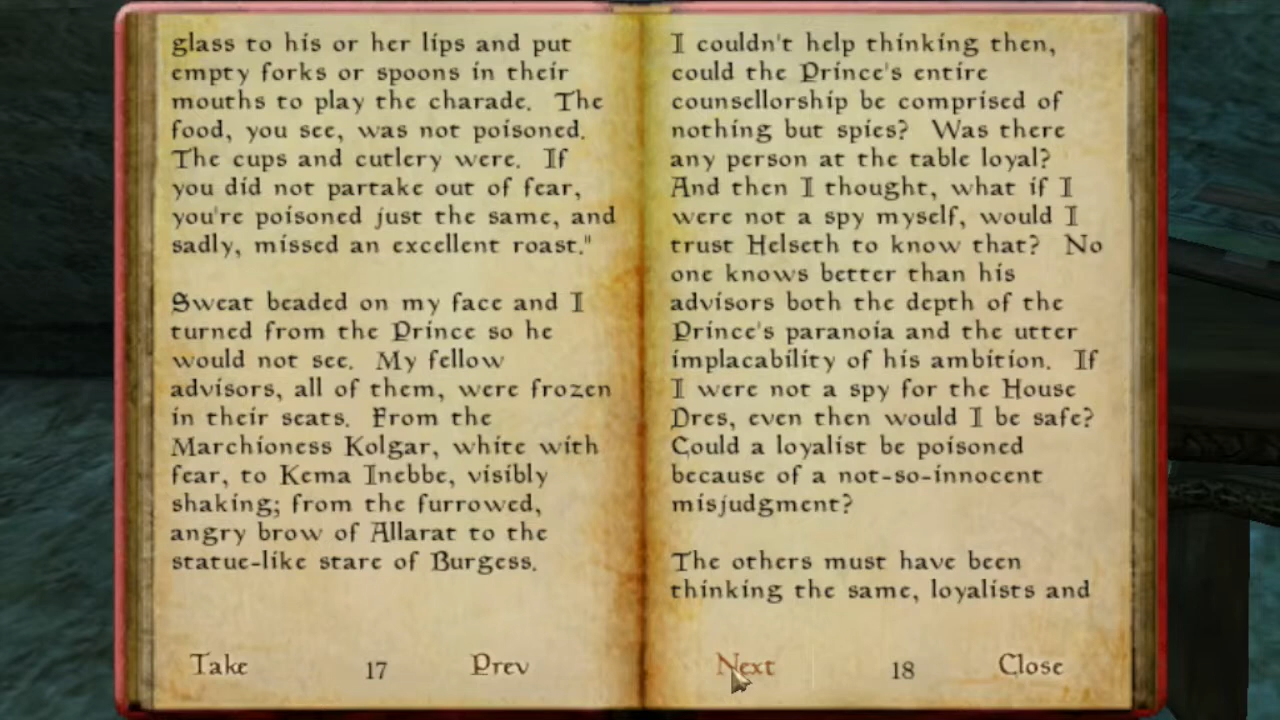 glass to his or her lips and put
empty forks or spoons in their
mouths to play the charade. The
food, you see, was not poisoned.
The cups and cutlery were. If
you did not partake out of fear,
you're poisoned just the same, and
sadly, missed an excellent roast."
Sweat beaded on my face and I
turned from the Prince so he
would not see. My fellow
advisors, all of them, were frozen
in their seats. From the
Marchioness Kolgar, white with
fear, to Kema Inebbe, visibly
shaking; from the furrowed,
angry brow of Allarat to the
statue-like stare of Burgess.
I couldn't help thinking then,
could the Prince's entire
counsellorship be comprised of
nothing but spies? Was there
any person at the table loyal?
And then I thought, what if I
were not a spy myself, would I
trust Helseth to know that? No
one knows better than his
advisors both the depth of the
Prince's paranoia and the utter
implacability of his ambition. If
I were not a spy for the House
Dres, even then would I be safe?
Could a loyalist be poisoned
because of a not-so-innocent
misjudgment?
The others must have been
thinking the same, loyalists and
Take 17 Prev Next 18 Close